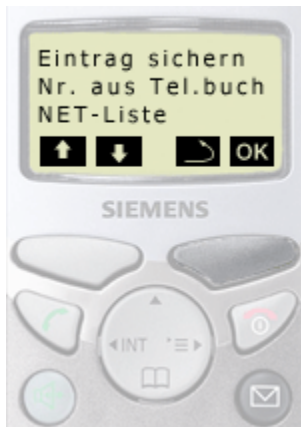 Eintrag sichern
Nr. aus Tel.buch
NET-Liste
OK
SIEMENS
INT